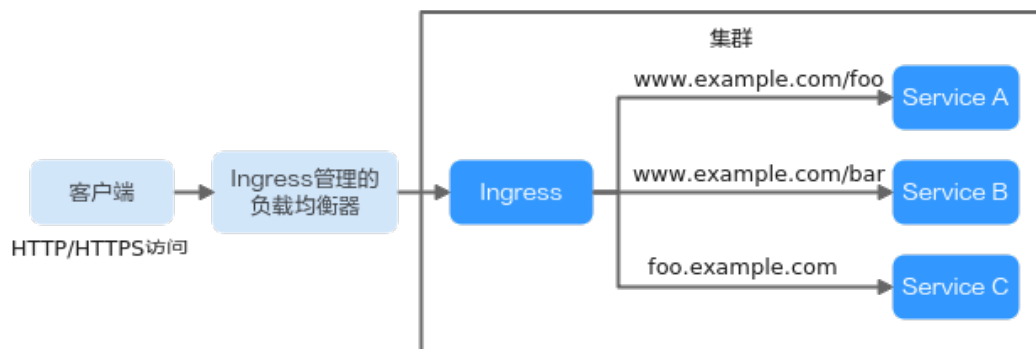 集群
www.example.com/foo
Service A
客户端
HTTP/HTTPS访问
Ingress管理的
负载均衡器
Ingress
www.example.com/bar
Service B
foo.example.com
Service C